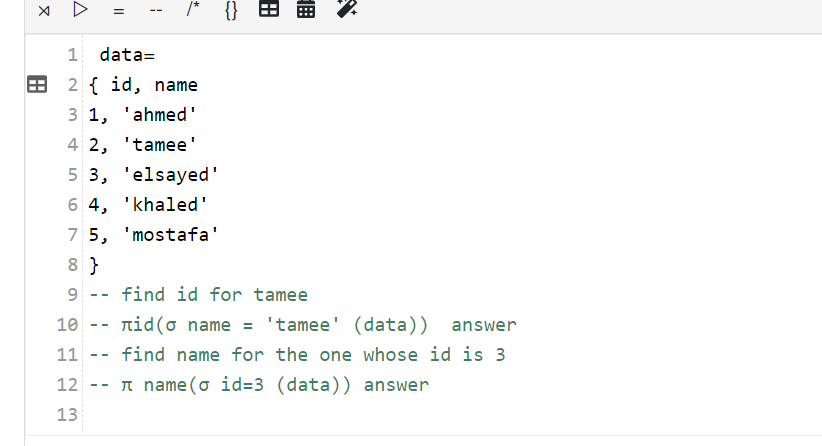 = -- /* {}
1 data=
2 { id, name
3 1, 'ahmed'
4 2, 'tamee'
5 3, 'elsayed'
6 4, 'khaled'
7 5, 'mostafa'
8 }
9 -- find id for tamee
10 -- πid(σ name = 'tamee' (data))  answer
11 -- find name for the one whose id is 3
12 -- π name(σ id=3 (data)) answer
13